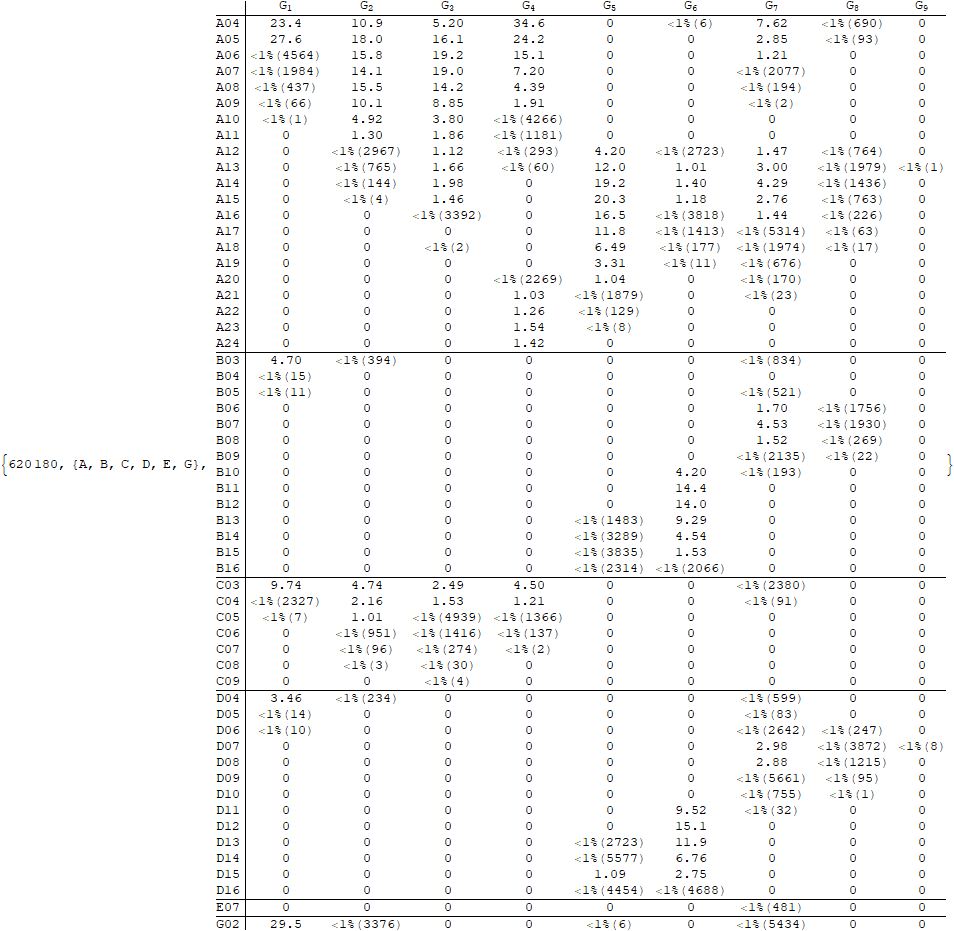 G1 G2 G3 G4 G5 G6 G7 G8 G9
A04 23.4 10.9 5.20 34.6 0 <1%(6) 7.62 <1%(690) 0
A05 27.6 18.0 16.1 24.2 0 0 2.85 <1%(93) 0
A06 <1%(4564) 15.8 19.2 15.1 0 0 1.21 0 0
A07 <1%(1984) 14.1 19.0 7.20 0 0 <1%(2077) 0 0
A08 <1%(437) 15.5 14.2 4.39 0 0 <1%(194) 0 0
A09 <1%(66) 10.1 8.85 1.91 0 0 <1%(2) 0 0
A10 <1%(1) 4.92 3.80 <1%(4266) 0 0 0 0 0
A11 0 1.30 1.86 <1%(1181) 0 0 0 0 0
A12 0 <1%(2967) 1.12 <1%(293) 4.20 <1%(2723) 1.47 <1%(764) 0
A13 0 <1%(765) 1.66 <1%(60) 12.0 1.01 3.00 <1%(1979) <1%(1)
A14 0 <1%(144) 1.98 0 19.2 1.40 4.29 <1%(1436) 0
A15 0 <1%(4) 1.46 0 20.3 1.18 2.76 <1%(763) 0
A16 0 0 <1%(3392) 0 16.5 <1%(3818) 1.44 <1%(226) 0
A17 0 0 0 0 11.8 <1%(1413) <1%(5314) <1%(63) 0
A18 0 0 <1%(2) 0 6.49 <1%(177) <1%(1974) <1%(17) 0
A19 0 0 0 0 3.31 <1%(11) <1%(676) 0 0
A20 0 0 0 <1%(2269) 1.04 0 <1%(170) 0 0
A21 0 0 0 1.03 <1%(1879) 0 <1%(23) 0 0
A22 0 0 0 1.26 <1%(129) 0 0 0 0
A23 0 0 0 1.54 <1%(8) 0 0 0 0
A24 0 0 0 1.42 0 0 0 0 0
B03 4.70 <1%(394) 0 0 0 0 <1%(834) 0 0
B04 <1%(15) 0 0 0 0 0 0 0 0
B05 <1%(11) 0 0 0 0 0 <1%(521) 0 0
B06 0 0 0 0 0 0 1.70 <1%(1756) 0
B07 0 0 0 0 0 0 4.53 <1%(1930) 0
B08 0 0 0 0 0 0 1.52 <1%(269) 0
B09 0 0 0 0 0 0 <1%(2135) <1%(22) 0
{620180, {A, B, C, D, E, G}, }
B10 0 0 0 0 0 4.20 <1%(193) 0 0
B11 0 0 0 0 0 14.4 0 0 0
B12 0 0 0 0 0 14.0 0 0 0
B13 0 0 0 0 <1%(1483) 9.29 0 0 0
B14 0 0 0 0 <1%(3289) 4.54 0 0 0
B15 0 0 0 0 <1%(3835) 1.53 0 0 0
B16 0 0 0 0 <1%(2314) <1%(2066) 0 0 0
C03 9.74 4.74 2.49 4.50 0 0 <1%(2380) 0 0
C04 <1%(2327) 2.16 1.53 1.21 0 0 <1%(91) 0 0
C05 <1%(7) 1.01 <1%(4939) <1%(1366) 0 0 0 0 0
C06 0 <1%(951) <1%(1416) <1%(137) 0 0 0 0 0
C07 0 <1%(96) <1%(274) <1%(2) 0 0 0 0 0
C08 0 <1%(3) <1%(30) 0 0 0 0 0 0
C09 0 0 <1%(4) 0 0 0 0 0 0
D04 3.46 <1%(234) 0 0 0 0 <1%(599) 0 0
D05 <1%(14) 0 0 0 0 0 <1%(83) 0 0
D06 <1%(10) 0 0 0 0 0 <1%(2642) <1%(247) 0
D07 0 0 0 0 0 0 2.98 <1%(3872) <1%(8)
D08 0 0 0 0 0 0 2.88 <1%(1215) 0
D09 0 0 0 0 0 0 <1%(5661) <1%(95) 0
D10 0 0 0 0 0 0 <1%(755) <1%(1) 0
D11 0 0 0 0 0 9.52 <1%(32) 0 0
D12 0 0 0 0 0 15.1 0 0 0
D13 0 0 0 0 <1%(2723) 11.9 0 0 0
D14 0 0 0 0 <1%(5577) 6.76 0 0 0
D15 0 0 0 0 1.09 2.75 0 0 0
D16 0 0 0 0 <1%(4454) <1%(4688) 0 0 0
E07 0 0 0 0 0 0 <1%(481) 0 0
G02 29.5 <1%(3376) 0 0 <1%(6) 0 <1%(5434) 0 0